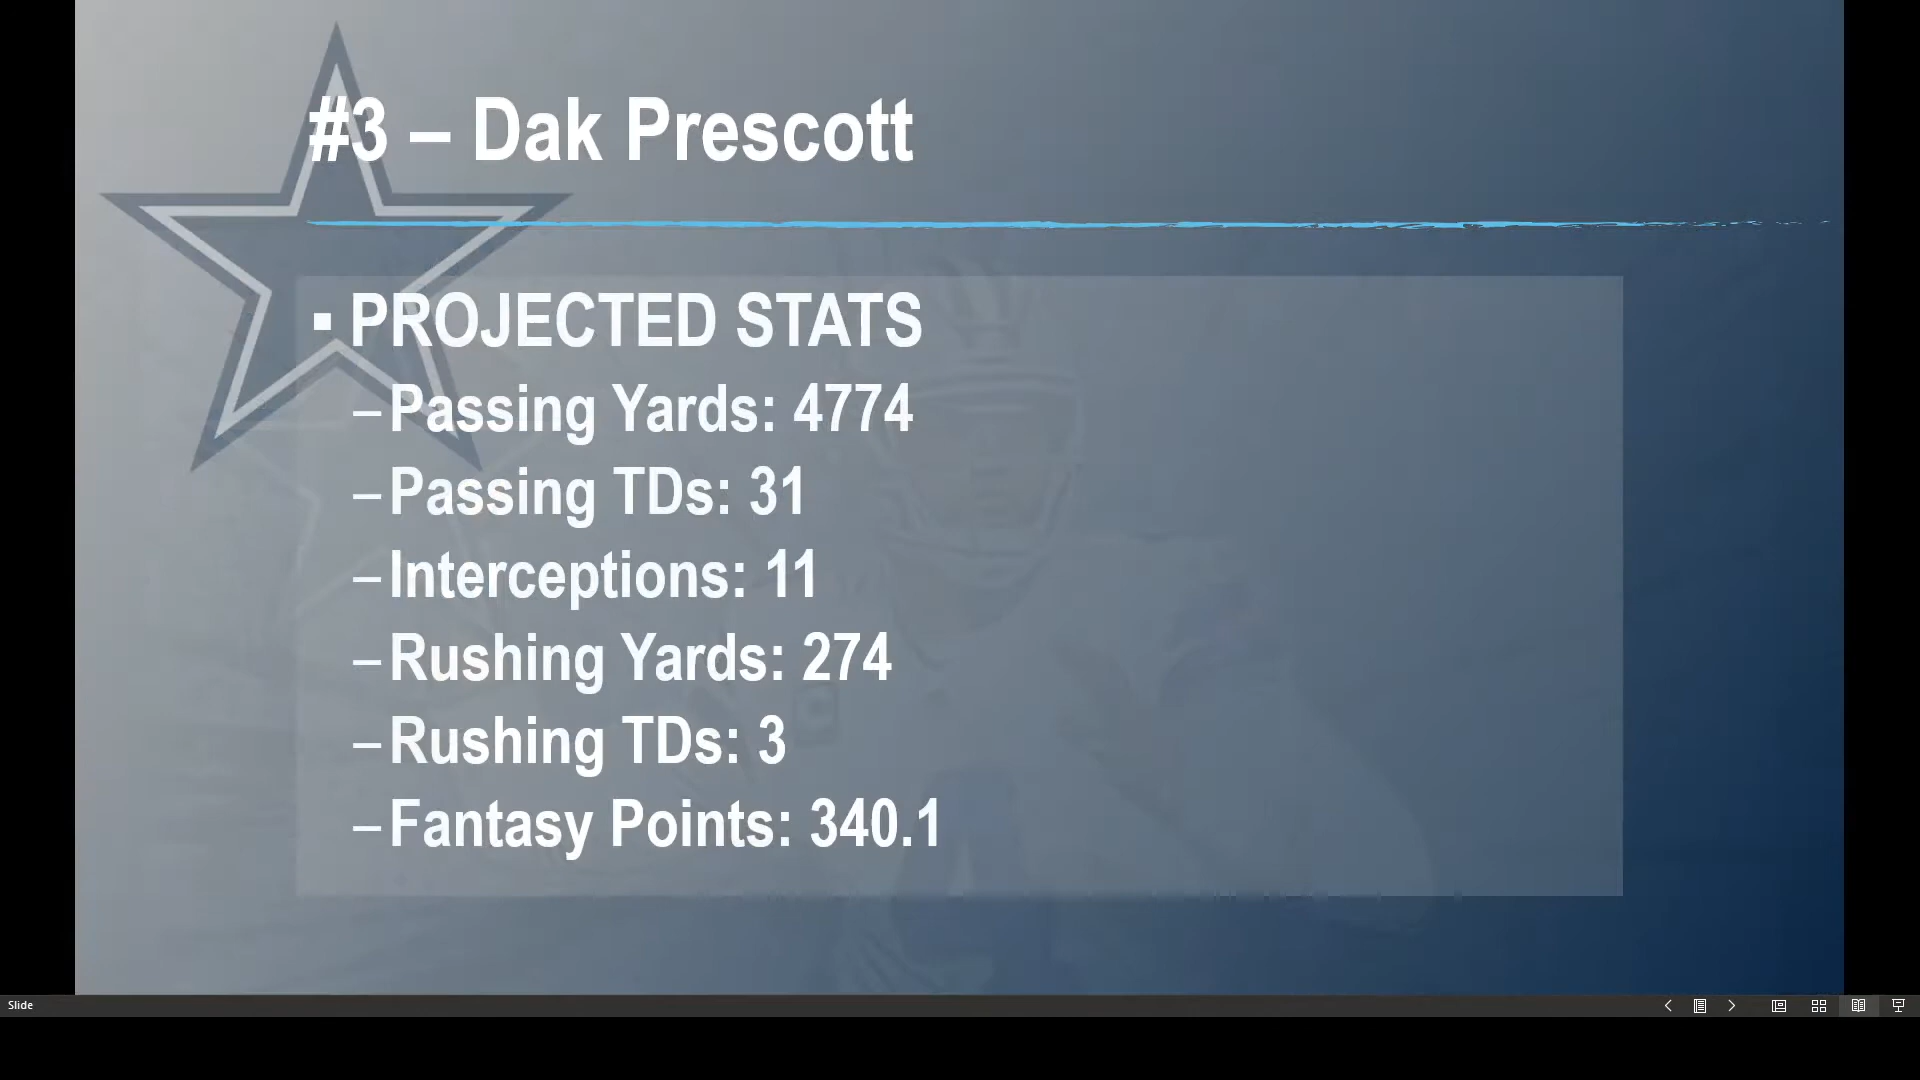 #3 – Dak Prescott
▪ PROJECTED STATS
–Passing Yards: 4774
–Passing TDs: 31
–Interceptions: 11
–Rushing Yards: 274
–Rushing TDs: 3
–Fantasy Points: 340.1
Slide